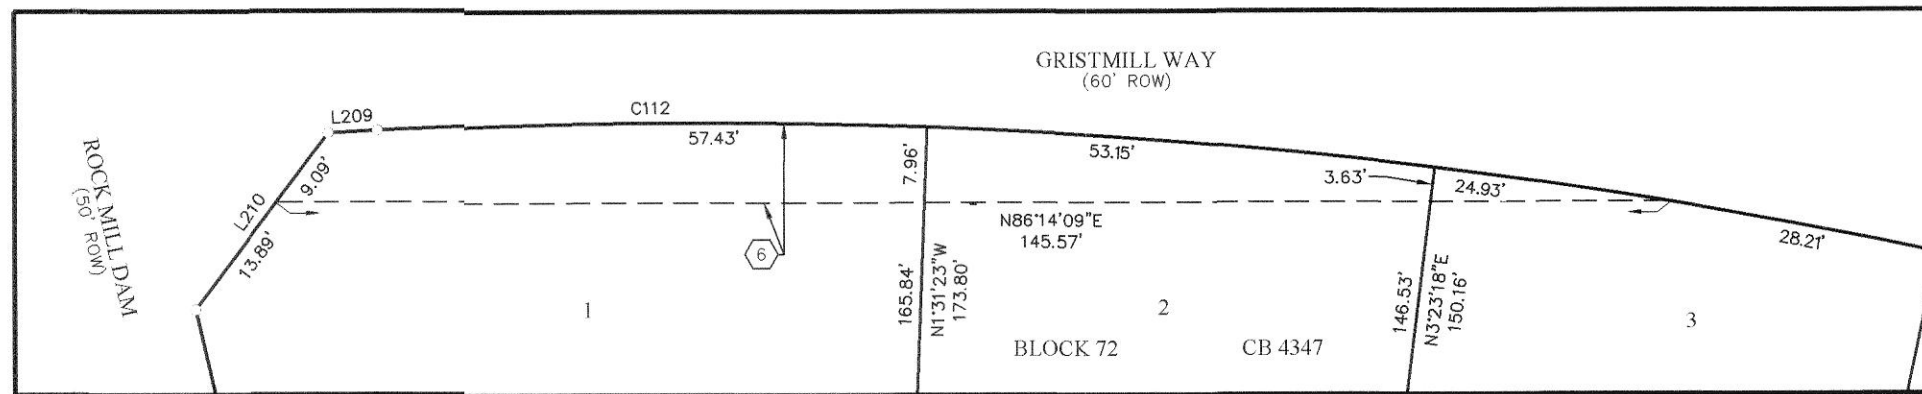 GRISTMILL WAY
(60' ROW)
L209
C112
57.43'
53.15'
ROCK MILL DAM
(50' ROW)
L210
9.09'
13.89'
7.96'
3.63'
24.93'
N86°14'09"E
145.57'
28.21'
6
165.84'
N1°31'23"W
173.80'
146.53'
N3°23'18"E
150.16'
1
2
3
BLOCK 72
CB 4347